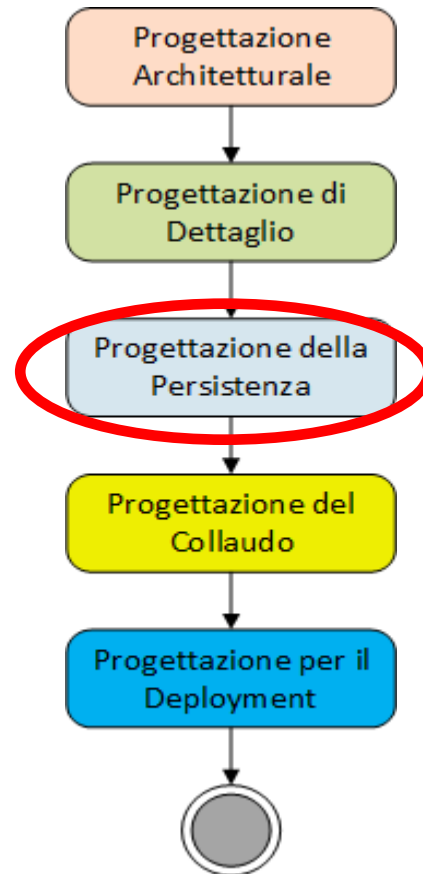 Progettazione
Architetturale
Progettazione di
Dettaglio
Progettazione della
Persistenza
Progettazione del
Collaudo
Progettazione per il
Deployment